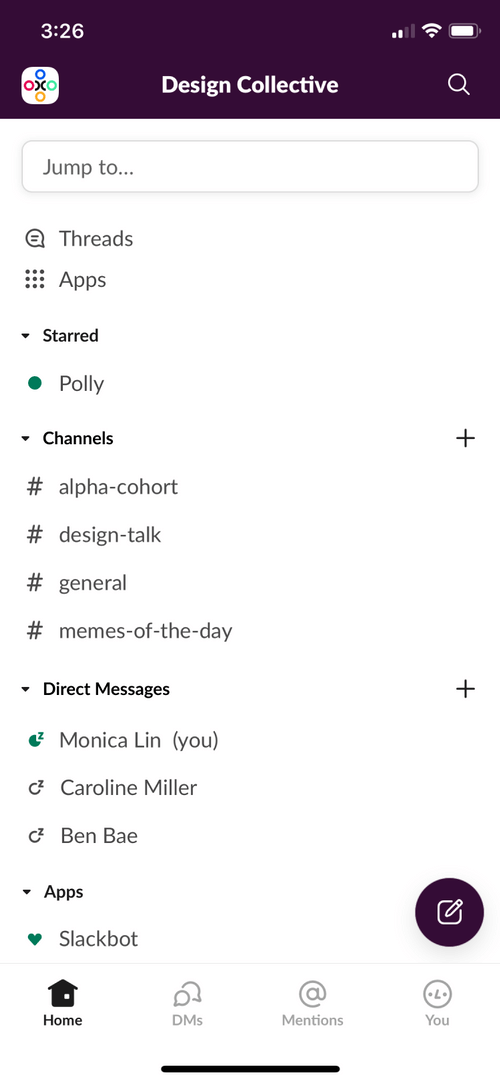 3:26
Design Collective
Jump to...
Threads
Apps
Starred
Polly
Channels
# alpha-cohort
# design-talk
# general
# memes-of-the-day
Direct Messages
Monica Lin (you)
Caroline Miller
Ben Bae
Apps
Slackbot
Home DMs Mentions You